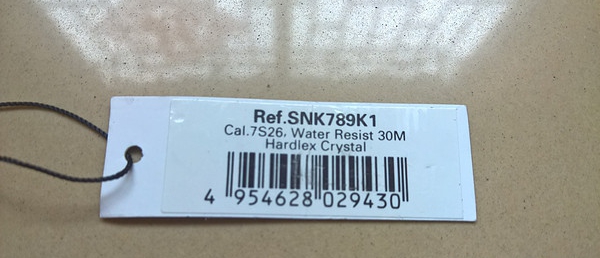 Ref.SNK789K1
Cal.7S26, Water Resist 30M
Hardlex Crystal
4 954628 029430